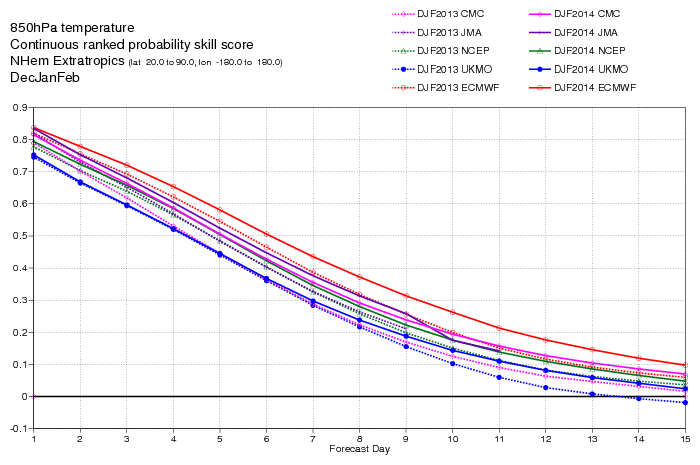 850hPa temperature
Continuous ranked probability skill score
NHem Extratropics (lat 20.0 to 90.0, lon -180.0 to 180.0)
DecJanFeb
DJF2013 CMC DJF2014 CMC
DJF2013 JMA DJF2014 JMA
DJF2013 NCEP DJF2014 NCEP
DJF2013 UKMO DJF2014 UKMO
DJF2013 ECMWF DJF2014 ECMWF
0.9
0.8
0.7
0.6
0.5
0.4
0.3
0.2
0.1
0
-0.1
1 2 3 4 5 6 7 8 9 10 11 12 13 14 15
Forecast Day